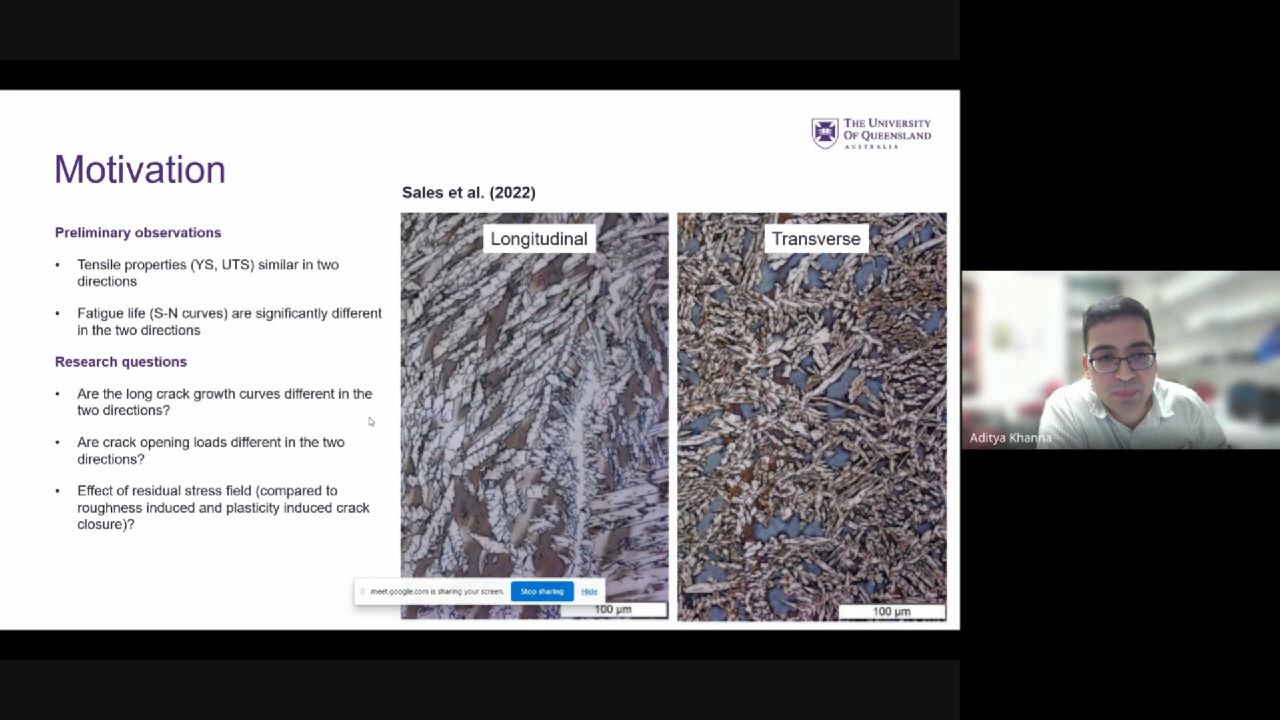 THE UNIVERSITY
OF QUEENSLAND
AUSTRALIA
Motivation
Sales et al. (2022)
Preliminary observations
• Tensile properties (YS, UTS) similar in two
directions
• Fatigue life (S-N curves) are significantly different
in the two directions
Research questions
• Are the long crack growth curves different in the
two directions?
• Are crack opening loads different in the two
directions?
• Effect of residual stress field (compared to
roughness induced and plasticity induced crack
closure)?
Longitudinal
Transverse
100 µm
100 µm
meet.google.com is sharing your screen.
Stop sharing
Hide
Aditya Khanna